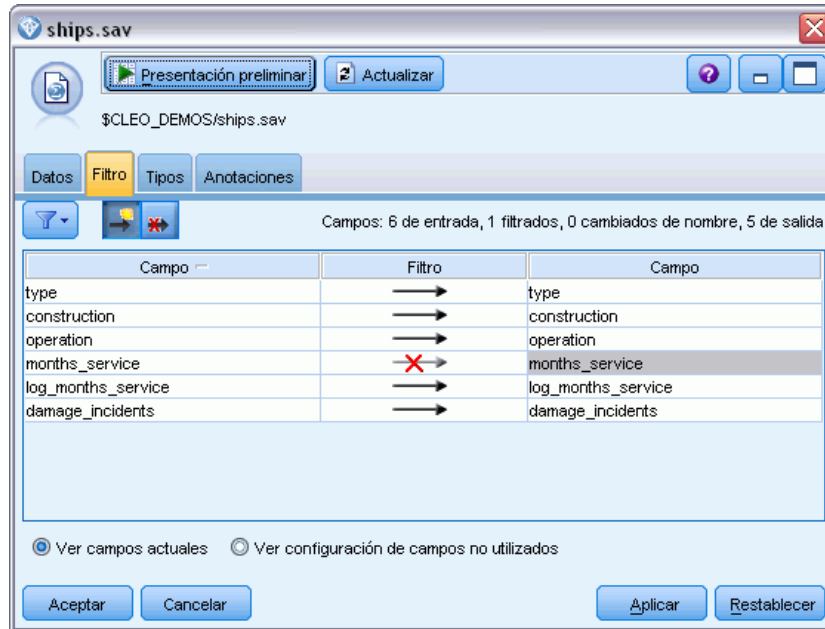 ships.sav
Presentación preliminar
Actualizar
$CLEO_DEMOS/ships.sav
Datos Filtro Tipos Anotaciones
Campos: 6 de entrada, 1 filtrados, 0 cambiados de nombre, 5 de salida
Campo Filtro Campo
type type
construction construction
operation operation
months_service months_service
log_months_service log_months_service
damage_incidents damage_incidents
Ver campos actuales Ver configuración de campos no utilizados
Aceptar Cancelar Aplicar Restablecer